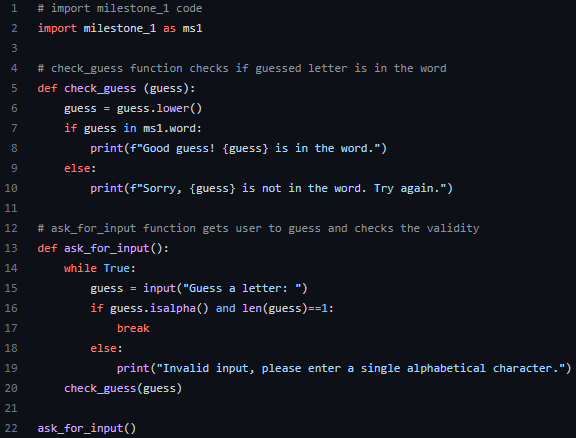 1 # import milestone_1 code
2 import milestone_1 as ms1
3
4 # check_guess function checks if guessed letter is in the word
5 def check_guess (guess):
6     guess = guess.lower()
7     if guess in ms1.word:
8         print(f"Good guess! {guess} is in the word.")
9     else:
10         print(f"Sorry, {guess} is not in the word. Try again.")
11
12 # ask_for_input function gets user to guess and checks the validity
13 def ask_for_input():
14     while True:
15         guess = input("Guess a letter: ")
16         if guess.isalpha() and len(guess)==1:
17             break
18         else:
19             print("Invalid input, please enter a single alphabetical character.")
20     check_guess(guess)
21
22 ask_for_input()